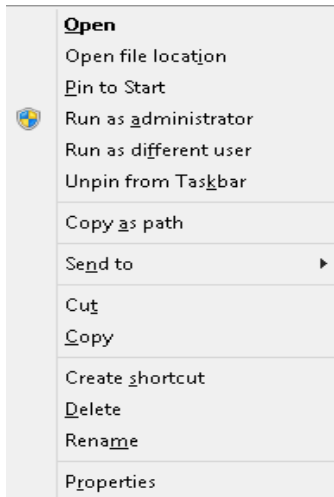 Open
Open file location
Pin to Start
Run as administrator
Run as different user
Unpin from Taskbar
Copy as path
Send to
Cut
Copy
Create shortcut
Delete
Rename
Properties